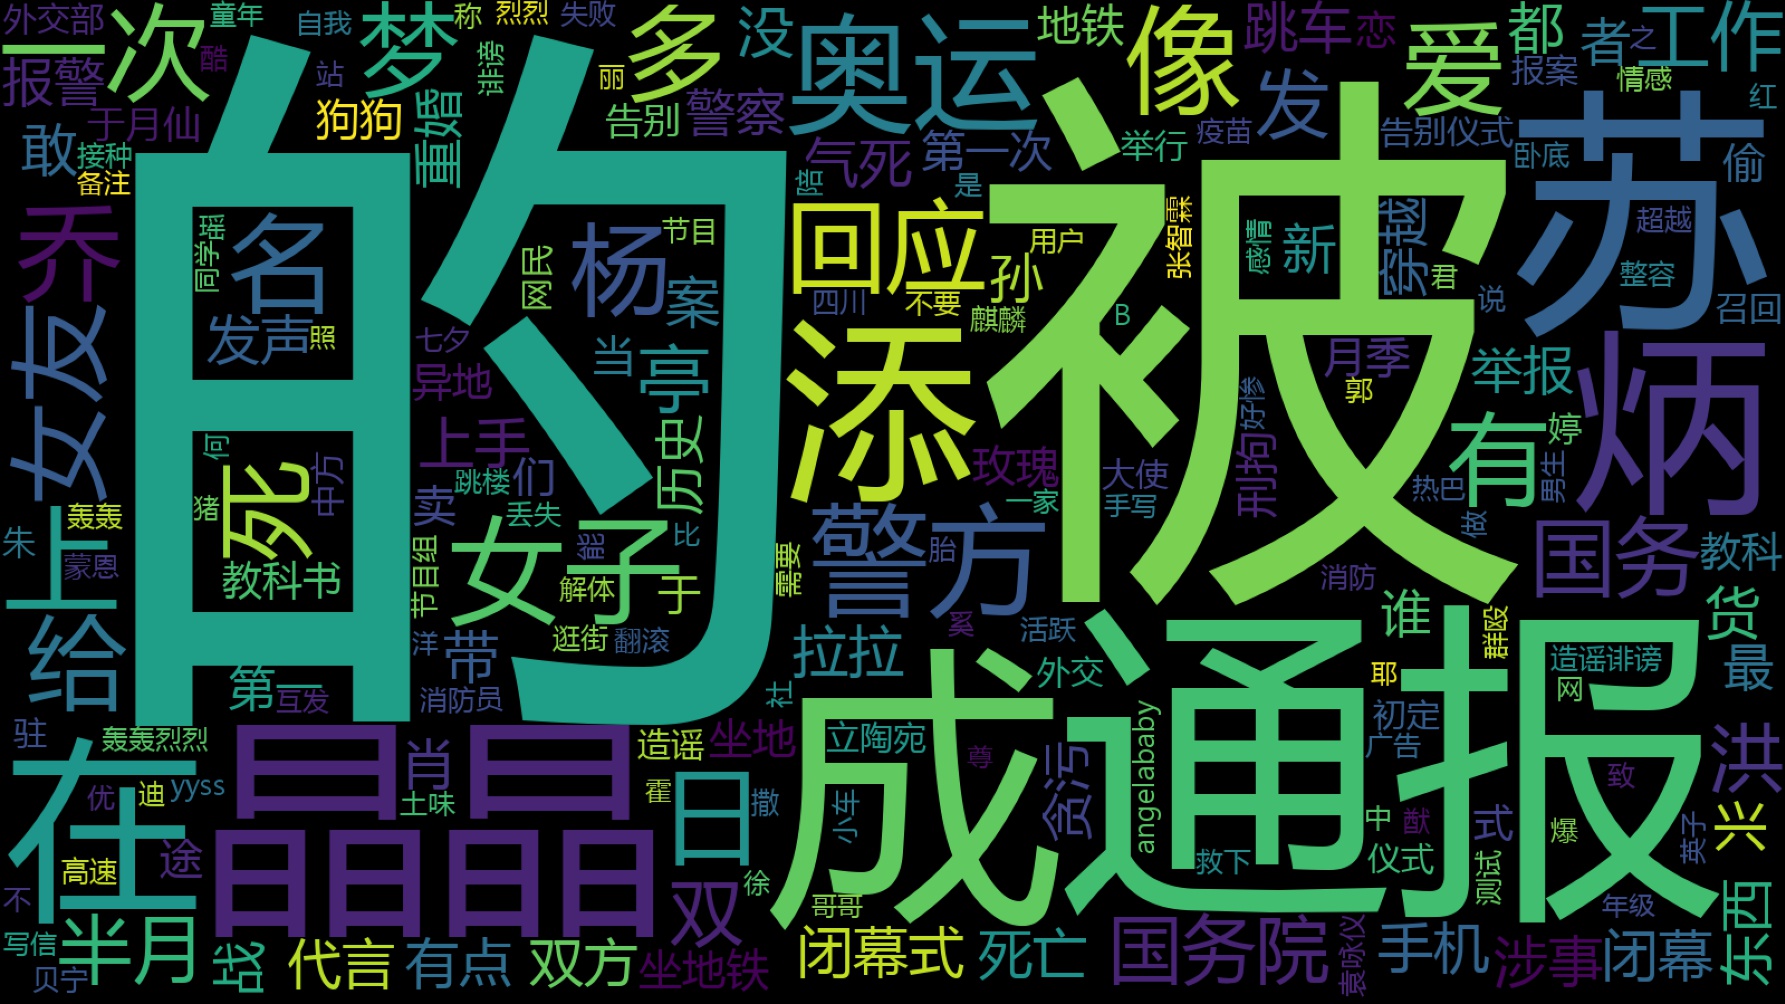 外交部
童年
自我
称
烈烈
失败
一次
梦
诽谤
多
没
奥运
地铁
像
跳车
恋
爱
都
者
之
工作
报警
酷
站
狗狗
丽
报案
情感
红
于月仙
重婚
告别
警察
发
敢
接种
备注
气死
第一次
举行
疫苗
告别仪式
卧底
偷
的
被
苏
乔
同学
瑶
名
发声
照
网民
杨
节目
案
陪
是
回应
用户
张智霖
感情
新
穿越
君
超越
整容
召回
四川
不要
孙
麒麟
B
说
女友
七夕
异地
当
亭
添
月季
郭
举报
炳
何
死
中方
猪
上手
跳楼
们
历史
卖
丢失
能
比
玫瑰
一家
大使
手写
刑拘
好惨
热巴
有
婷
男生
做
朱
上
轰轰
蒙恩
教科书
节目组
女子
解体
于
需要
警方
胎
消防
国务
教科
给
洋
带
逛街
翻滚
拉拉
奚
活跃
外交
谁
群殴
货
造谣诽谤
最
第一
互发
消防员
社
成
通报
耶
网
驻
轰轰烈烈
晶晶
肖
造谣
坐地
立陶宛
尊
贪污
angelababy
初定
广告
致
洪
在
优
迪
yyss
土味
霍
日
撒
小车
中
猷
式
爆
英子
兴
途
高速
不
双
徐
哥哥
救下
仪式
测试
年级
东西
写信
半月
战
贝宁
代言
有点
双方
坐地铁
闭幕式
死亡
国务院
袁咏仪
手机
涉事
闭幕